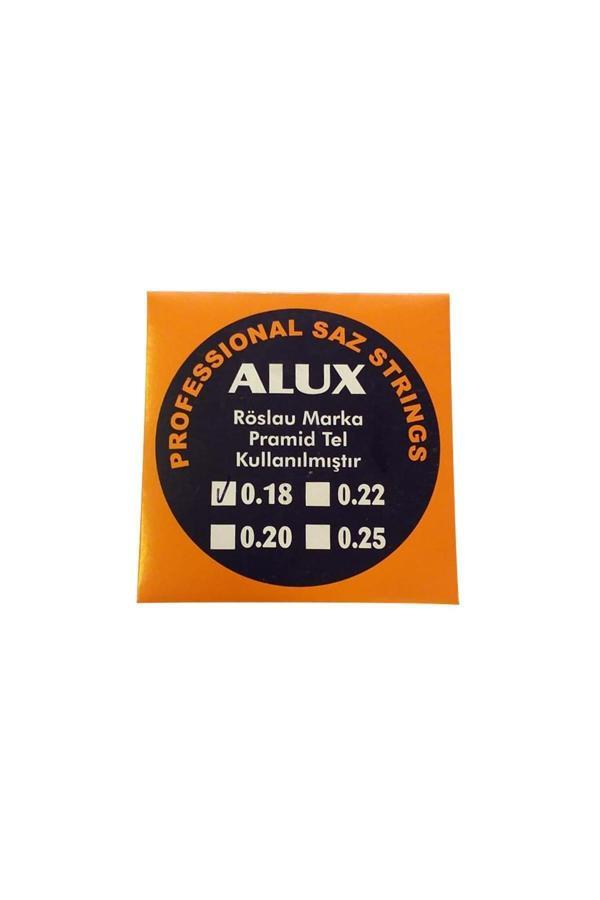 PROFESSIONAL SAZ STRINGS
ALUX
Röslau Marka
Pramid Tel
Kullanılmıştır
0.18 0.22
0.20 0.25